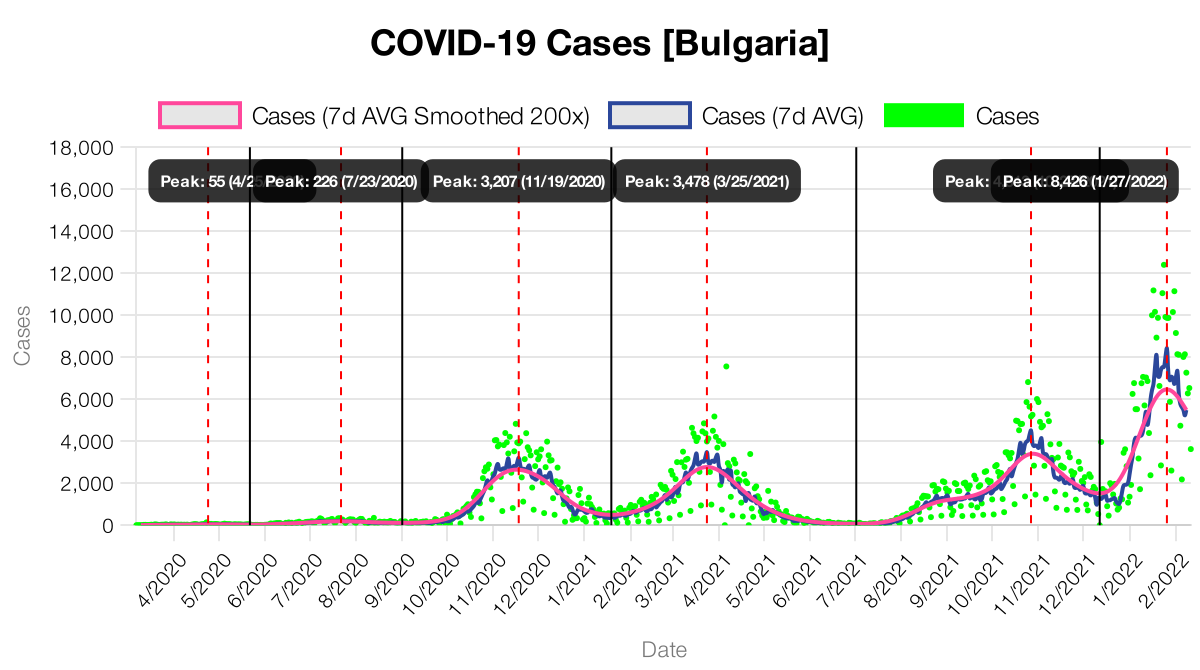 COVID-19 Cases [Bulgaria]
Cases (7d AVG Smoothed 200x)
Cases (7d AVG)
Cases
18,000
16,000
14,000
12,000
10,000
8,000
6,000
4,000
2,000
0
Cases
Peak: 55 (4/25
Peak: 226 (7/23/2020)
Peak: 3,207 (11/19/2020)
Peak: 3,478 (3/25/2021)
Peak:
Peak: 8,426 (1/27/2022)
4/2020
5/2020
6/2020
7/2020
8/2020
9/2020
10/2020
11/2020
12/2020
1/2021
2/2021
3/2021
4/2021
5/2021
6/2021
7/2021
8/2021
9/2021
10/2021
11/2021
12/2021
1/2022
2/2022
Date